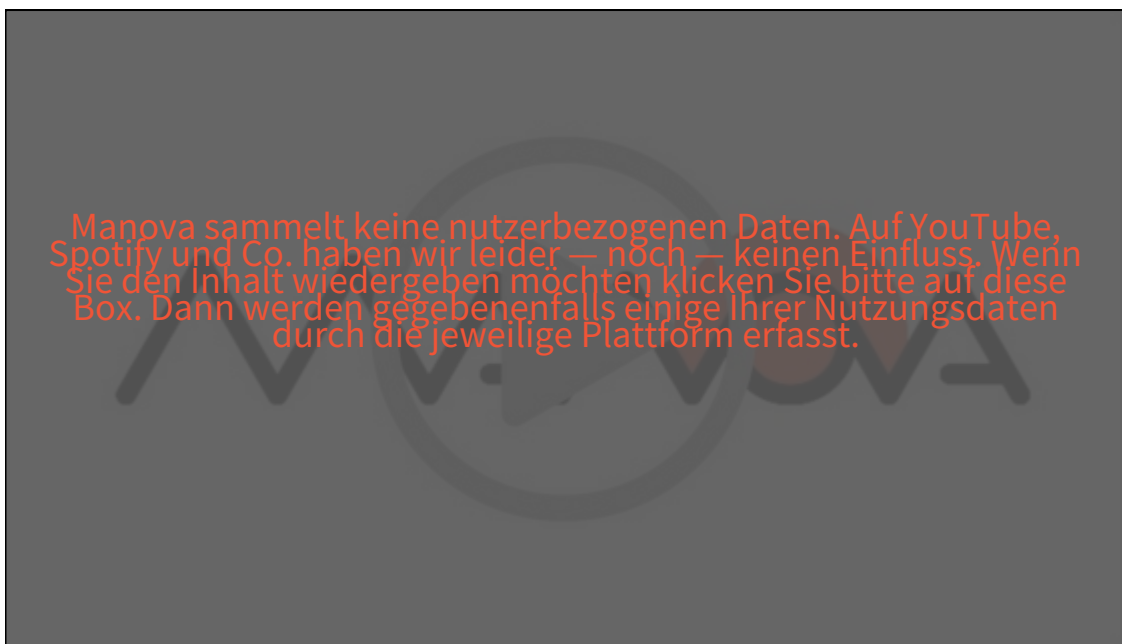 Manova sammelt keine nutzerbezogenen Daten. Auf YouTube,
Spotify und Co. haben wir leider — noch — keinen Einfluss. Wenn
Sie den Inhalt wiedergeben möchten klicken Sie bitte auf diese
Box. Dann werden gegebenenfalls einige Ihrer Nutzungsdaten
durch die jeweilige Plattform erfasst.
MANOVA